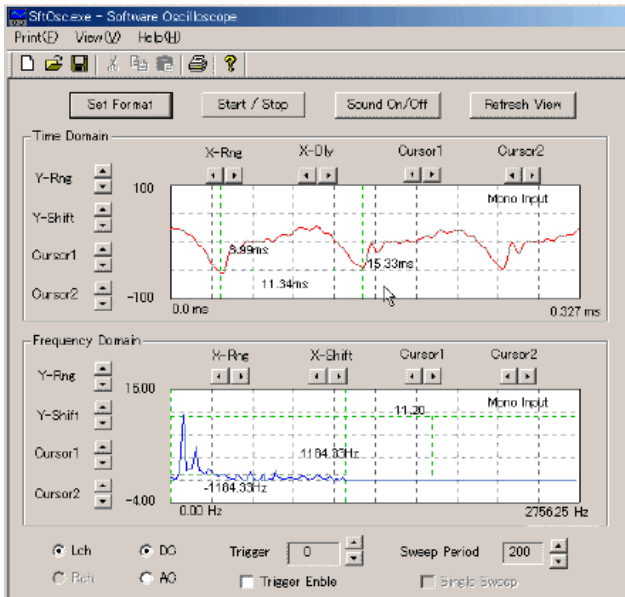 SftOsc.exe - Software Oscilloscope
Print(F) View(V) Help(H)
Set Format Start / Stop Sound On/Off Refresh View
Time Domain
X-Rng X-Dly Cursor1 Cursor2
Y-Rng
Y-Shift
Cursor1
Cursor2
100
Mono Input
3.99ms
15.33ms
11.34ms
-100
0.0 ms 0.327 ms
Frequency Domain
X-Rng X-Shift Cursor1 Cursor2
Y-Rng
Y-Shift
Cursor1
Cursor2
15.00
Mono Input
11.20
1184.33Hz
-1184.33Hz
-4.00
0.00 Hz 2756.25 Hz
Lch DC Trigger 0 Sweep Period 200
Rch AC Trigger Enble Single Sweep